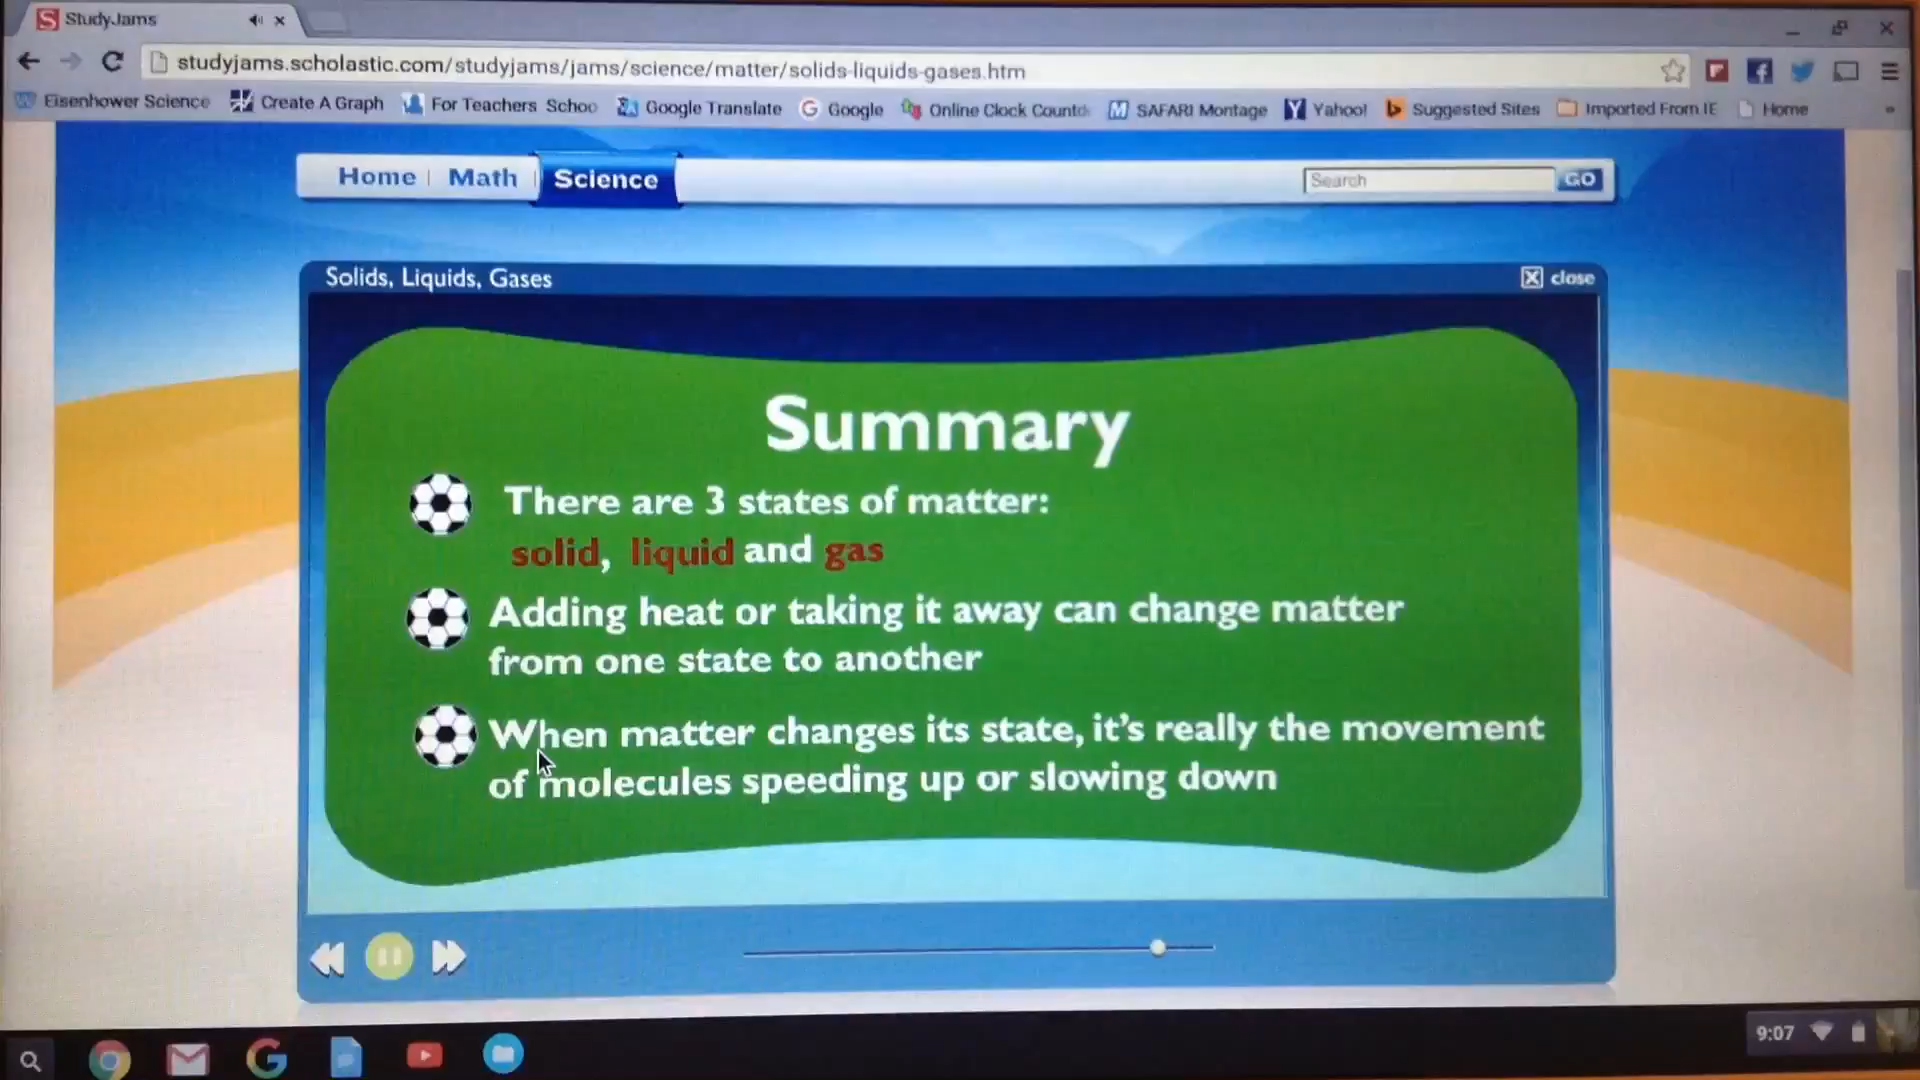 StudyJams
studyjams.scholastic.com/studyjams/jams/science/matter/solids-liquids-gases.htm
Eisenhower Science Create A Graph For Teachers Schoo Google Translate Google Online Clock Countd SAFARI Montage Yahoo! Suggested Sites Imported From IE Home »
Home Math Science Search GO
Solids, Liquids, Gases close
Summary
There are 3 states of matter:
solid, liquid and gas
Adding heat or taking it away can change matter
from one state to another
When matter changes its state, it's really the movement
of molecules speeding up or slowing down
9:07